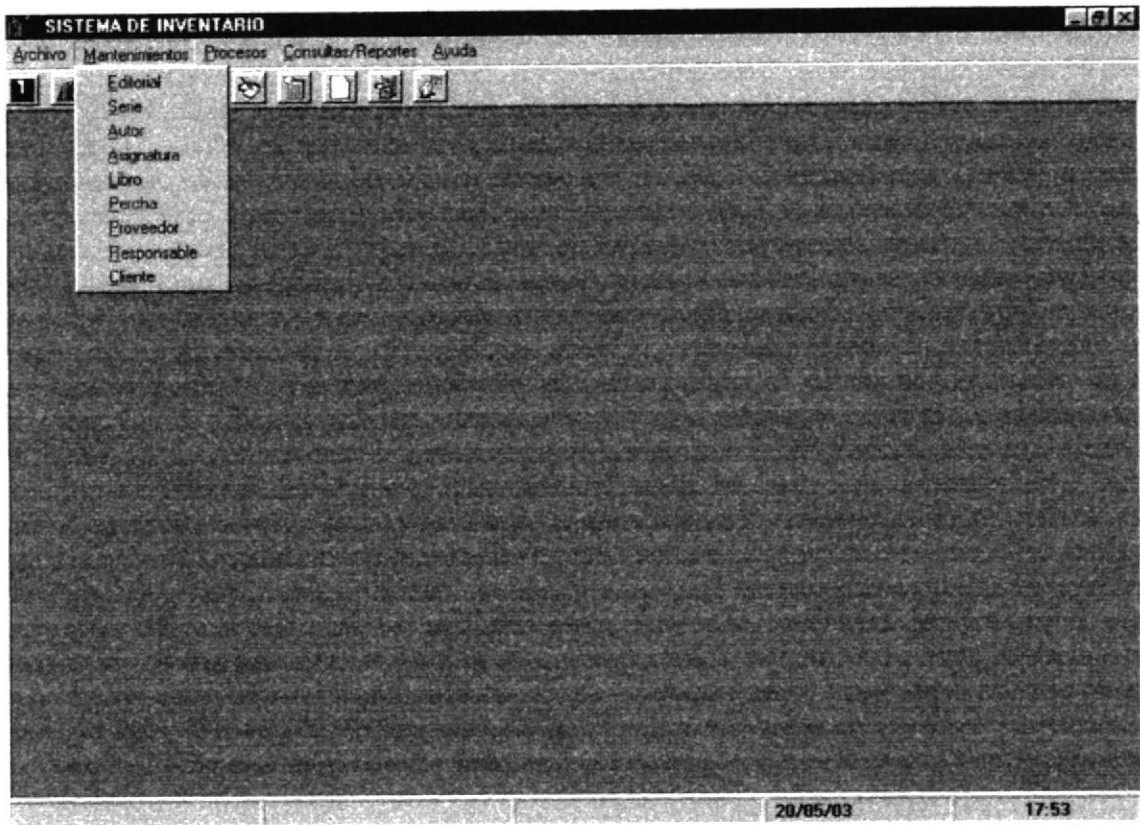 SISTEMA DE INVENTARIO
Archivo Mantenimientos Procesos Consultas/Reportes Ayuda
1
Editorial
Serie
Autor
Asignatura
Libro
Percha
Proveedor
Responsable
Cliente
20/05/03 17:53